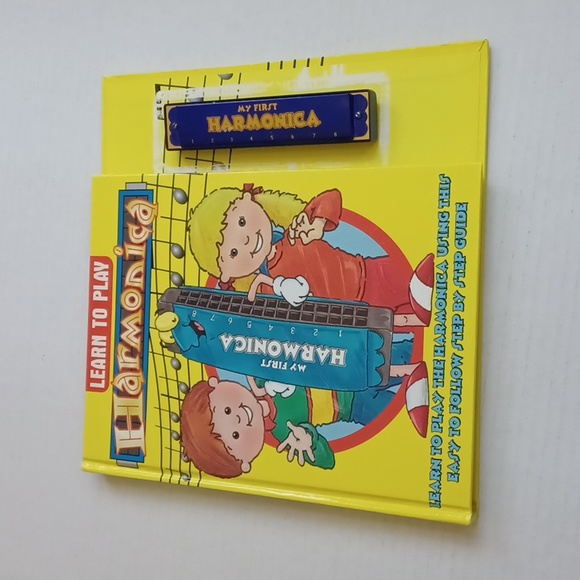 MY FIRST
HARMONICA
1 2 3 4 5 6 7 8
LEARN TO PLAY
Harmonica
1 2 3 4 5 6 7 8
MY FIRST
HARMONICA
LEARN TO PLAY THE HARMONICA USING THIS
EASY TO FOLLOW STEP BY STEP GUIDE